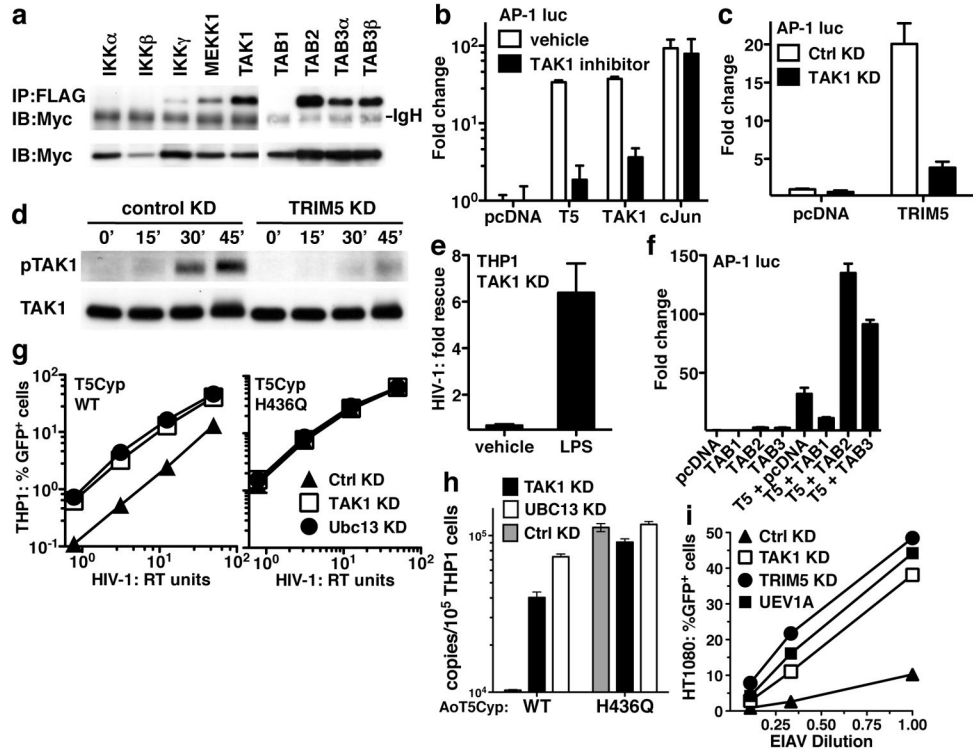 a
IKKα IKKβ IKKγ MEKK1 TAK1 TAB1 TAB2 TAB3α TAB3β
IP:FLAG
IB:Myc
-IgH
IB:Myc
b
AP-1 luc
vehicle
TAK1 inhibitor
Fold change
10²
10¹
10⁰
pcDNA T5 TAK1 cJun
c
AP-1 luc
Ctrl KD
TAK1 KD
Fold change
20
15
10
5
pcDNA TRIM5
d
control KD TRIM5 KD
0' 15' 30' 45' 0' 15' 30' 45'
pTAK1
TAK1
e
THP1
TAK1 KD
HIV-1: fold rescue
8
6
4
2
vehicle LPS
f
AP-1 luc
Fold change
150
100
50
pcDNA
TAB1
TAB2
TAB3
T5 + pcDNA
T5 + TAB1
T5 + TAB2
T5 + TAB3
g
T5Cyp
WT
T5Cyp
H436Q
THP1: % GFP⁺ cells
10²
10¹
10⁰
10⁻¹
Ctrl KD
TAK1 KD
Ubc13 KD
10⁰ 10¹ 10² 10⁰ 10¹ 10²
HIV-1: RT units HIV-1: RT units
h
TAK1 KD
UBC13 KD
Ctrl KD
copies/10⁵ THP1 cells
10⁵
10⁴
AoT5Cyp: WT H436Q
i
Ctrl KD
TAK1 KD
TRIM5 KD
UEV1A
HT1080: %GFP⁺ cells
50
40
30
20
10
0
0.25 0.50 0.75 1.00
EIAV Dilution